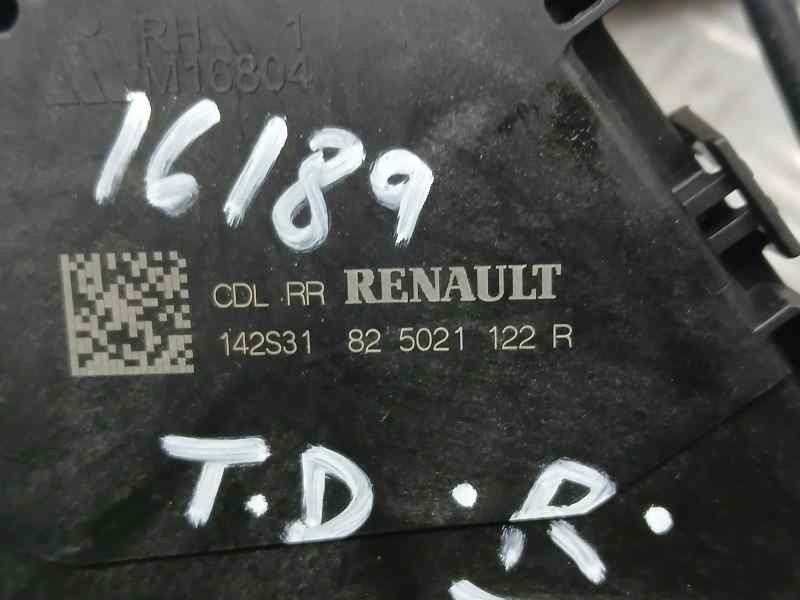 RH 1
M16804
16189
CDL RR RENAULT
142S31 82 5021 122 R
T.D.R.